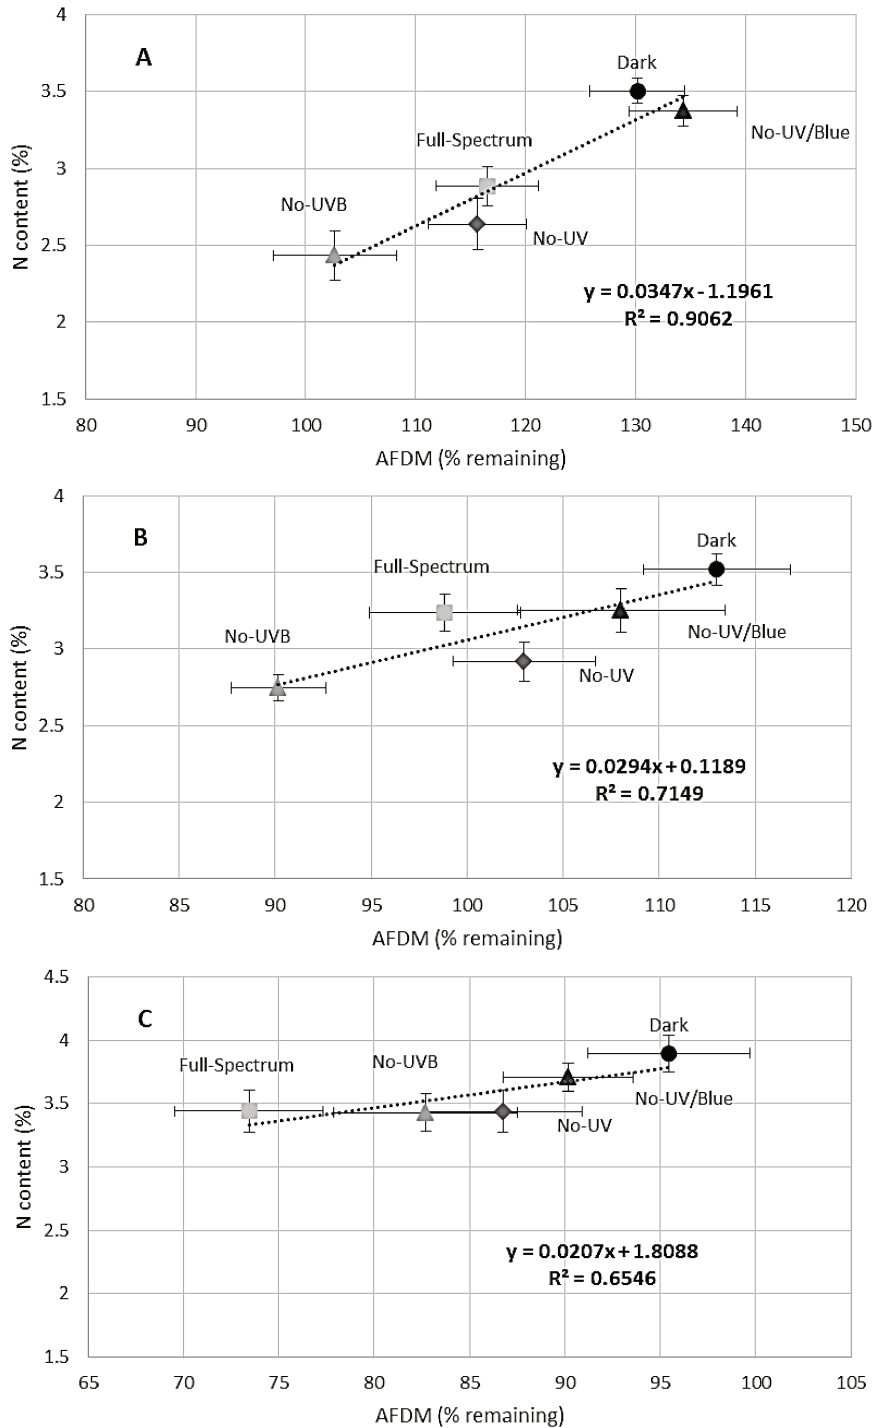 4
A
Dark
3.5
No-UV/Blue
Full-Spectrum
3
No-UVB
No-UV
2.5
y = 0.0347x - 1.1961
R² = 0.9062
2
1.5
N content (%)
80 90 100 110 120 130 140 150
AFDM (% remaining)
4
B
Dark
3.5
Full-Spectrum
No-UVB
No-UV/Blue
3
No-UV
2.5
y = 0.0294x + 0.1189
R² = 0.7149
2
1.5
N content (%)
80 85 90 95 100 105 110 115 120
AFDM (% remaining)
4.5
C
Dark
4
Full-Spectrum
No-UVB
No-UV/Blue
3.5
No-UV
3
2.5
y = 0.0207x + 1.8088
R² = 0.6546
2
1.5
N content (%)
65 70 75 80 85 90 95 100 105
AFDM (% remaining)